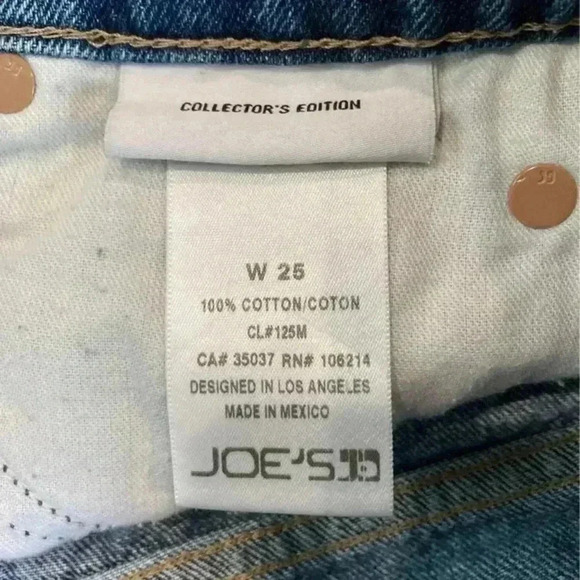 COLLECTOR'S EDITION
W 25
100% COTTON/COTON
CL#125M
CA# 35037 RN# 106214
DESIGNED IN LOS ANGELES
MADE IN MEXICO
JOE'S